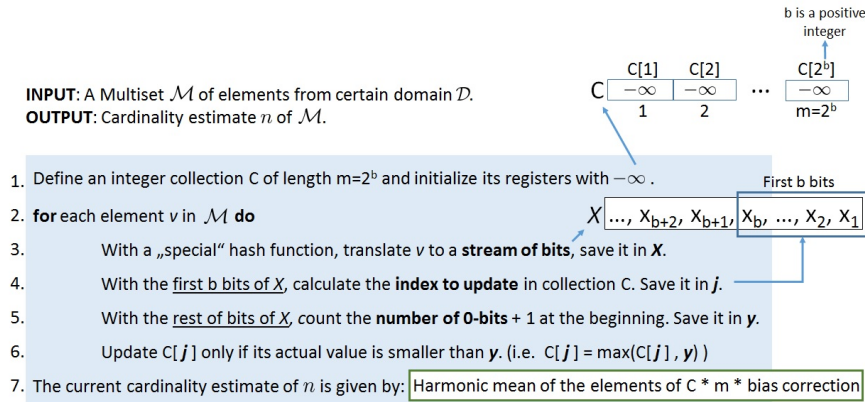 b is a positive
integer
C[1] C[2] C[2ᵇ]
C −∞ −∞ ... −∞
1 2 m=2ᵇ
INPUT: A Multiset ℳ of elements from certain domain 𝒟.
OUTPUT: Cardinality estimate n of ℳ.
1. Define an integer collection C of length m=2ᵇ and initialize its registers with −∞ .
First b bits
2. for each element v in ℳ do
X ..., X_{b+2}, X_{b+1}, X_b, ..., X_2, X_1
3. With a „special“ hash function, translate v to a stream of bits, save it in X.
4. With the first b bits of X, calculate the index to update in collection C. Save it in j.
5. With the rest of bits of X, count the number of 0-bits + 1 at the beginning. Save it in y.
6. Update C[j] only if its actual value is smaller than y. (i.e. C[j] = max(C[j] , y) )
7. The current cardinality estimate of n is given by: Harmonic mean of the elements of C * m * bias correction